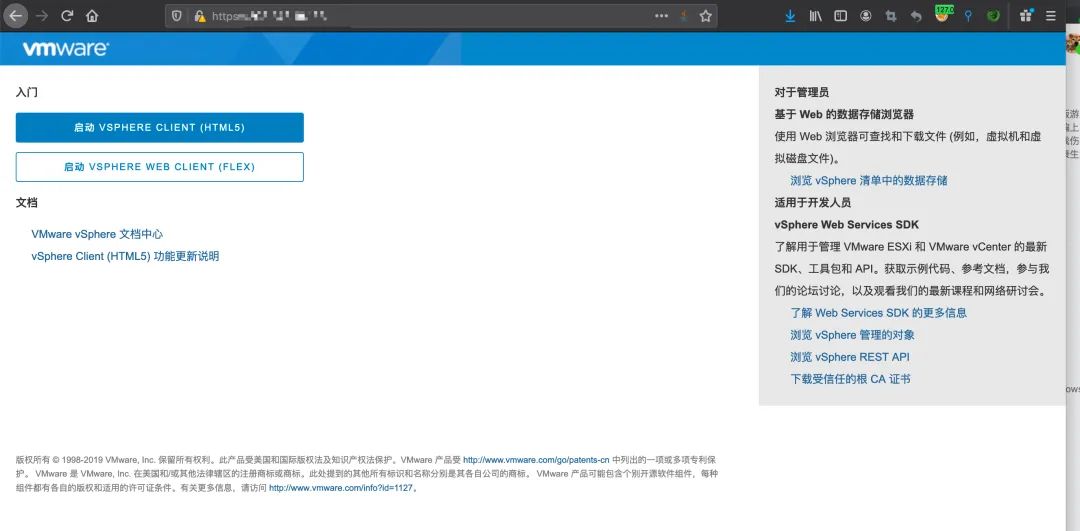 https
127.0
vmware
入门
启动 VSPHERE CLIENT (HTML5)
启动 VSPHERE WEB CLIENT (FLEX)
文档
VMware vSphere 文档中心
vSphere Client (HTML5) 功能更新说明
对于管理员
基于 Web 的数据存储浏览器
使用 Web 浏览器可查找和下载文件 (例如，虚拟机和虚
拟磁盘文件)。
浏览 vSphere 清单中的数据存储
适用于开发人员
vSphere Web Services SDK
了解用于管理 VMware ESXi 和 VMware vCenter 的最新
SDK、工具包和 API。获取示例代码、参考文档，参与我
们的论坛讨论，以及观看我们的最新课程和网络研讨会。
了解 Web Services SDK 的更多信息
浏览 vSphere 管理的对象
浏览 vSphere REST API
下载受信任的根 CA 证书
版权所有 © 1998-2019 VMware, Inc. 保留所有权利。此产品受美国和国际版权法及知识产权法保护。VMware 产品受 http://www.vmware.com/go/patents-cn 中列出的一项或多项专利保
护。 VMware 是 VMware, Inc. 在美国和/或其他法律辖区的注册商标或商标。此处提到的其他所有标识和名称分别是其各自公司的商标。 VMware 产品可能包含个别开源软件组件，每种
组件都有各自的版权和适用的许可证条件。有关更多信息，请访问 http://www.vmware.com/info?id=1127。